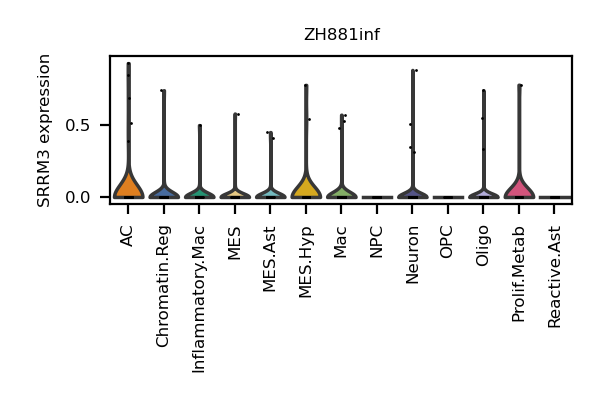 ZH881inf
SRRM3 expression
0.5
0.0
AC
Chromatin.Reg
Inflammatory.Mac
MES
MES.Ast
MES.Hyp
Mac
NPC
Neuron
OPC
Oligo
Prolif.Metab
Reactive.Ast